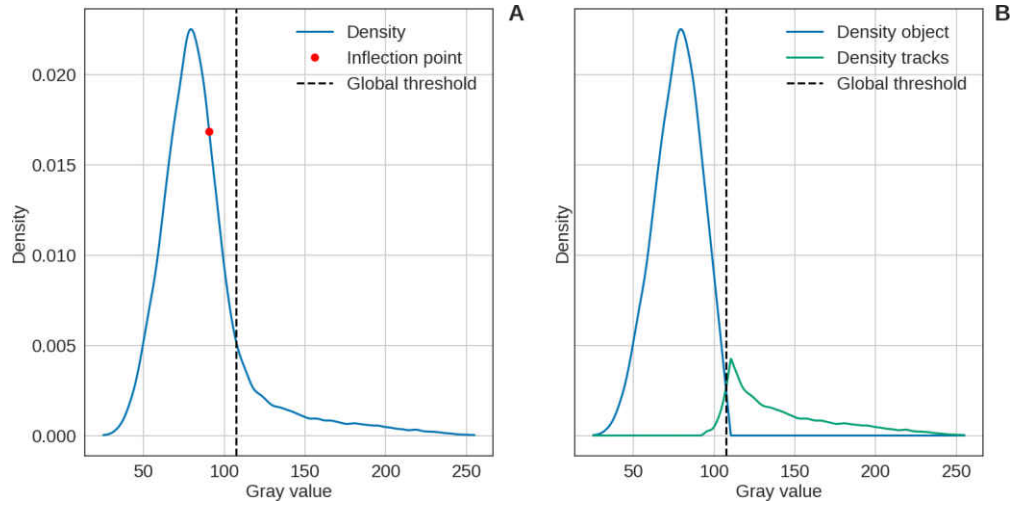 A
Density
Inflection point
Global threshold
0.020
0.015
0.010
0.005
0.000
Density
50
100
150
200
250
Gray value
B
Density object
Density tracks
Global threshold
Density
50
100
150
200
250
Gray value